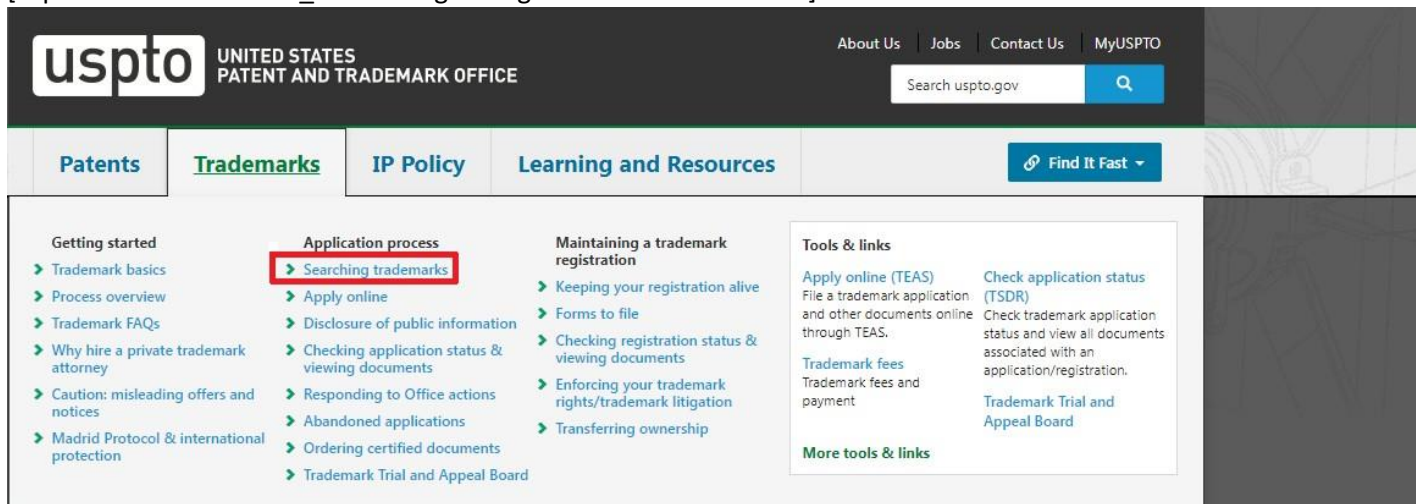 uspto UNITED STATES
PATENT AND TRADEMARK OFFICE
About Us Jobs Contact Us MyUSPTO
Search uspto.gov
Patents Trademarks IP Policy Learning and Resources Find It Fast
Getting started
Trademark basics
Process overview
Trademark FAQs
Why hire a private trademark
attorney
Caution: misleading offers and
notices
Madrid Protocol & international
protection
Application process
Searching trademarks
Apply online
Disclosure of public information
Checking application status &
viewing documents
Responding to Office actions
Abandoned applications
Ordering certified documents
Trademark Trial and Appeal Board
Maintaining a trademark
registration
Keeping your registration alive
Forms to file
Checking registration status &
viewing documents
Enforcing your trademark
rights/trademark litigation
Transferring ownership
Tools & links
Apply online (TEAS)
File a trademark application
and other documents online
through TEAS.
Trademark fees
Trademark fees and
payment
Check application status
(TSDR)
Check trademark application
status and view all documents
associated with an
application/registration.
Trademark Trial and
Appeal Board
More tools & links